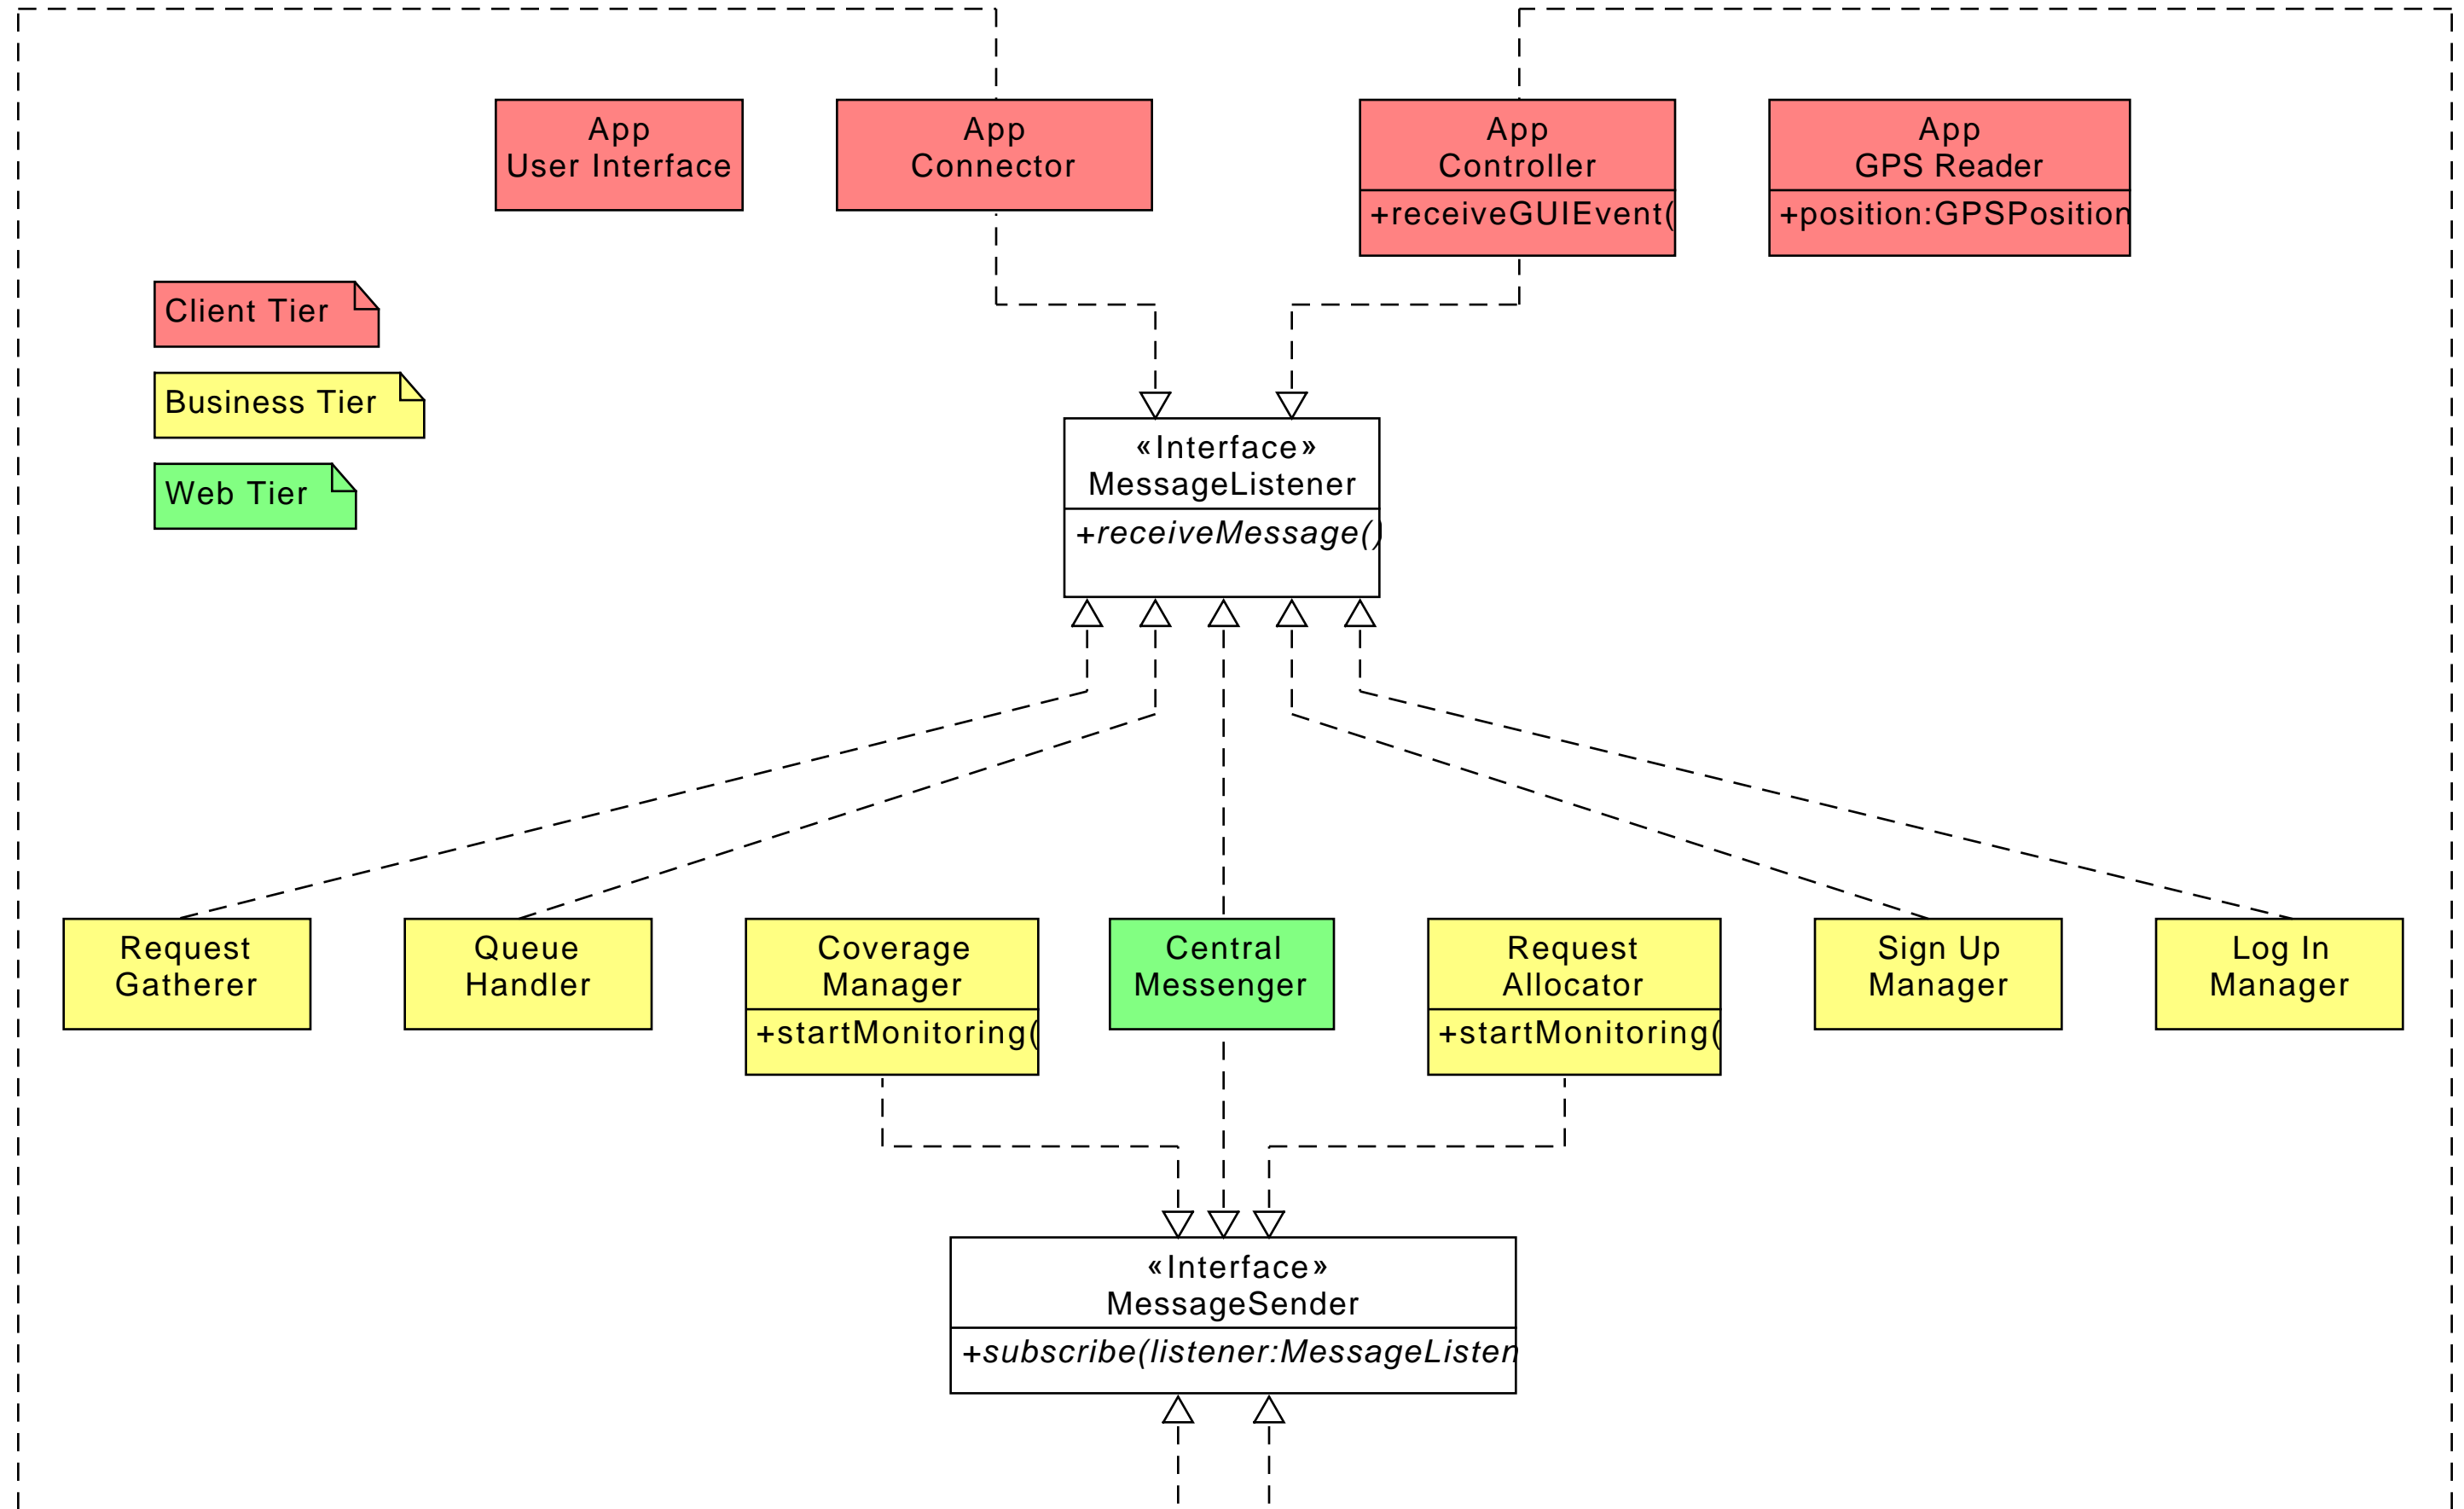 App
User Interface
App
Connector
App
Controller
+receiveGUIEvent(
App
GPS Reader
+position:GPSPosition
Client Tier
Business Tier
Web Tier
«Interface»
MessageListener
+receiveMessage()
Request
Gatherer
Queue
Handler
Coverage
Manager
+startMonitoring(
Central
Messenger
Request
Allocator
+startMonitoring(
Sign Up
Manager
Log In
Manager
«Interface»
MessageSender
+subscribe(listener:MessageListen